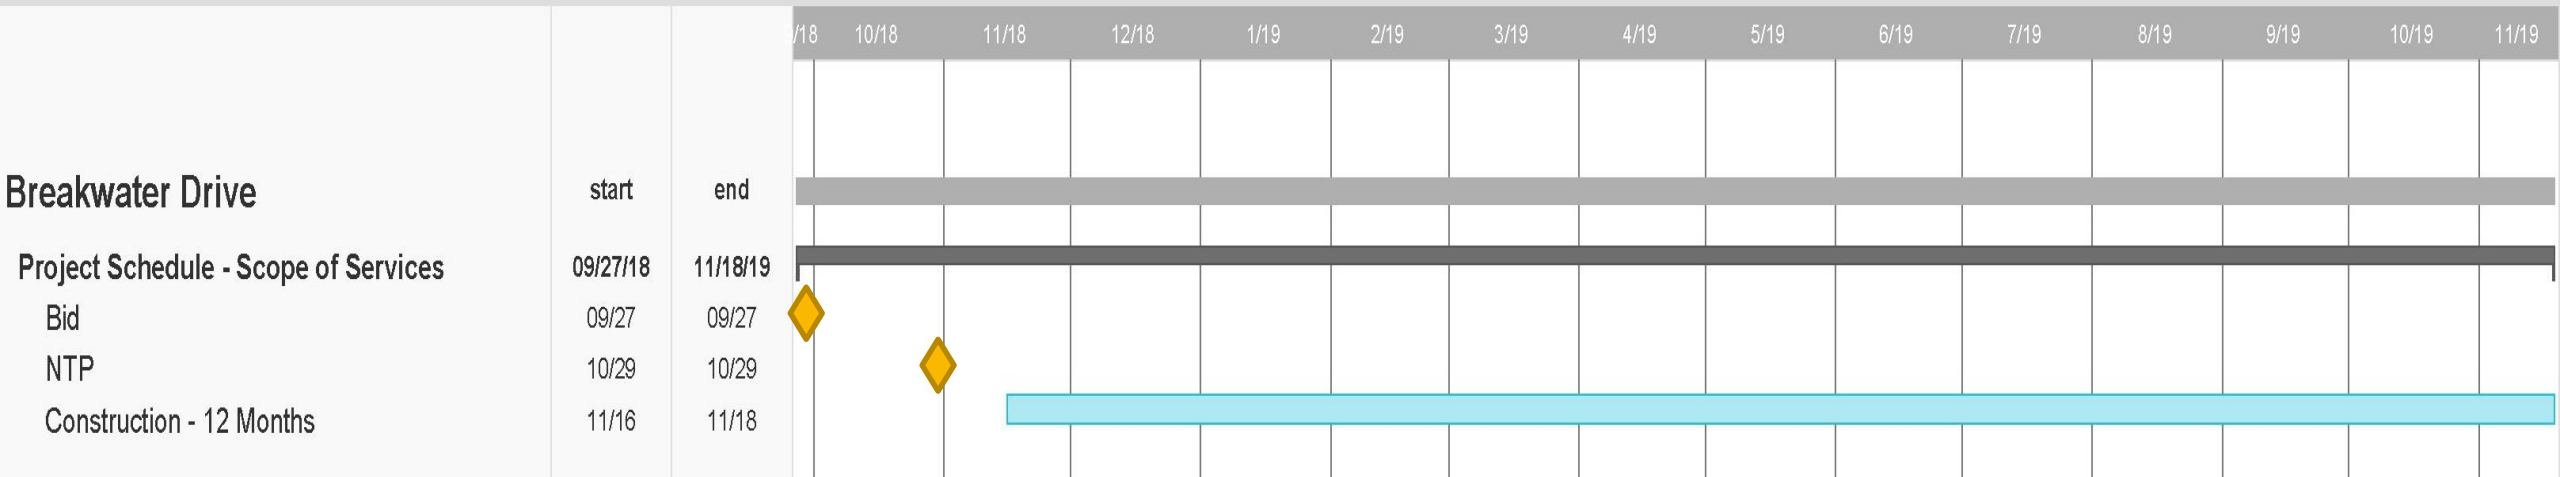 /18 10/18 11/18 12/18 1/19 2/19 3/19 4/19 5/19 6/19 7/19 8/19 9/19 10/19 11/19
Breakwater Drive start end
Project Schedule - Scope of Services 09/27/18 11/18/19
Bid 09/27 09/27
NTP 10/29 10/29
Construction - 12 Months 11/16 11/18